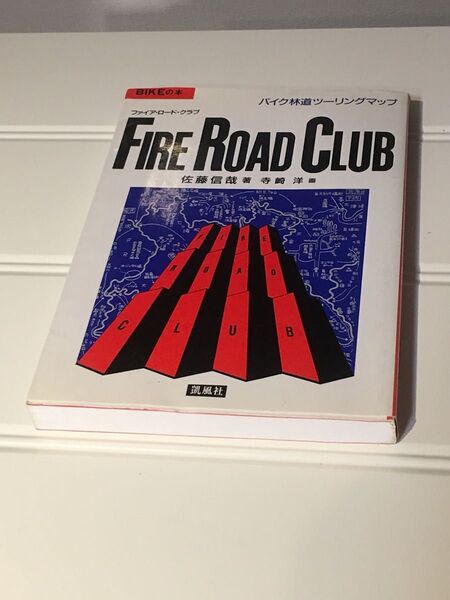 BIKEの本
バイク林道ツーリングマップ
ファイア・ロード・クラブ
FIRE ROAD CLUB
佐藤信哉 著 寺崎 洋 画
FIRE
ROAD
CLUB
凱風社